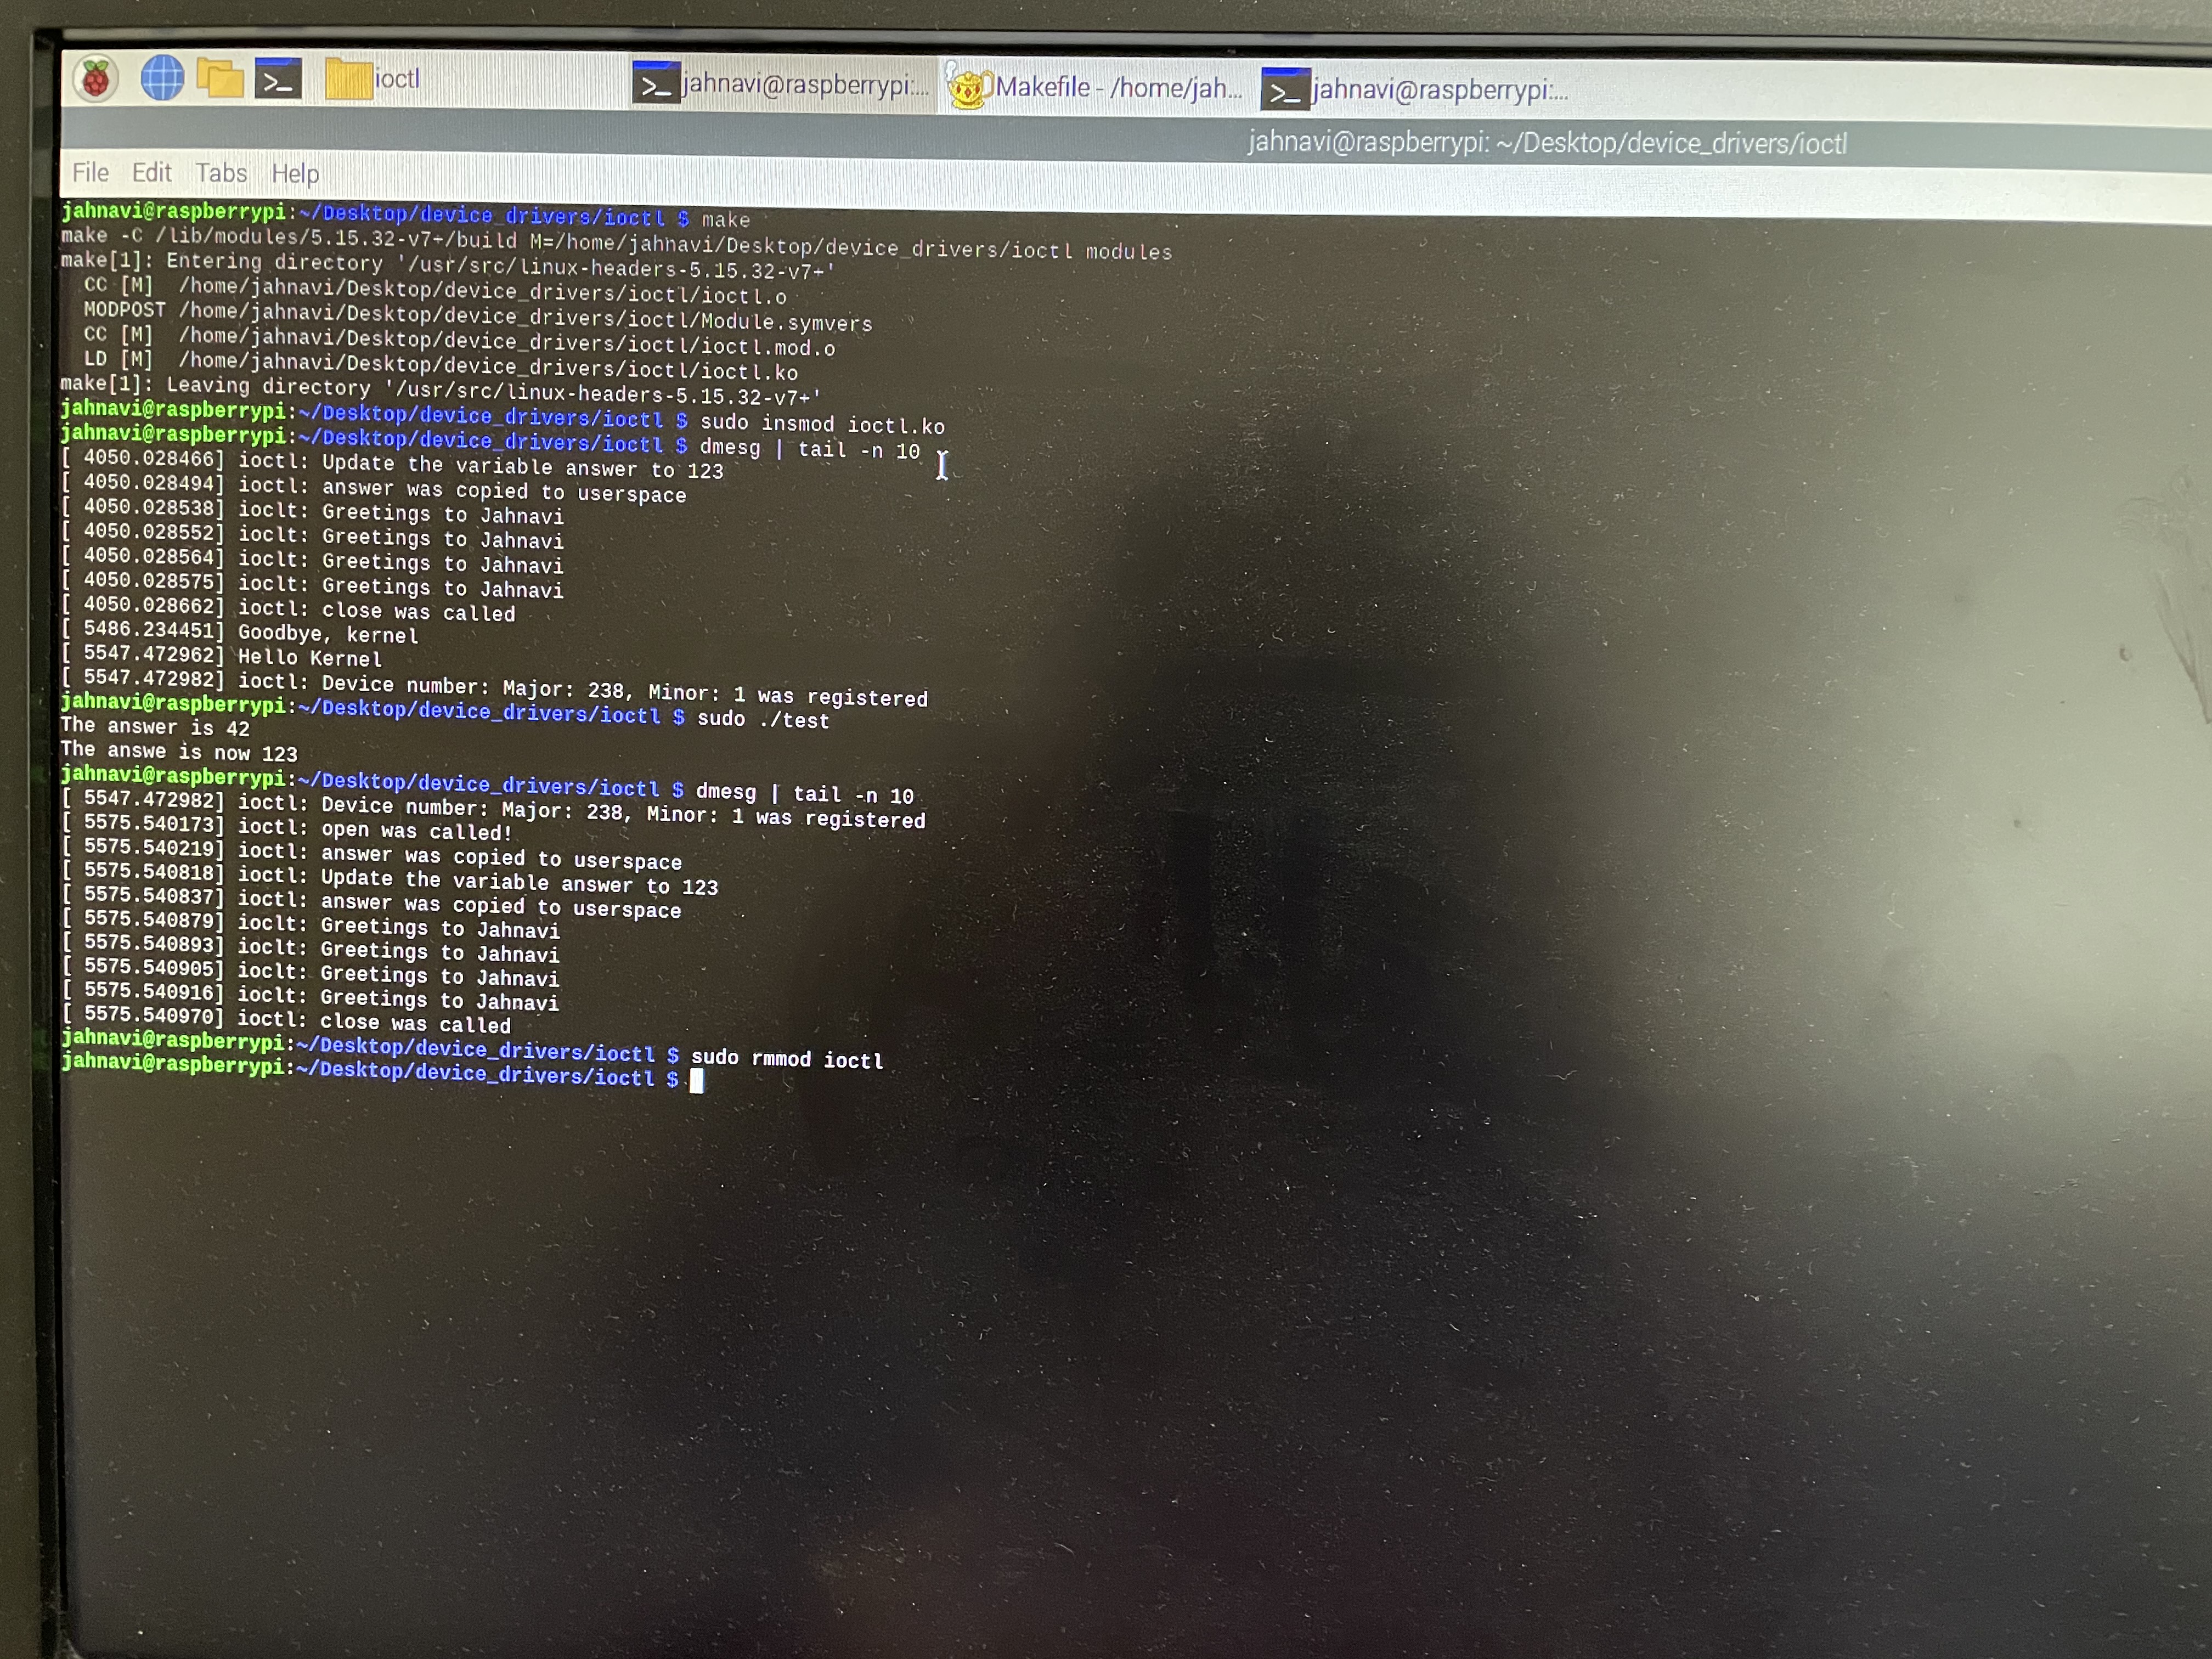 ioctl
jahnavi@raspberrypi:...
Makefile - /home/jah...
jahnavi@raspberrypi:...
jahnavi@raspberrypi: ~/Desktop/device_drivers/ioctl
File Edit Tabs Help
jahnavi@raspberrypi:~/Desktop/device_drivers/ioctl $ make
make -C /lib/modules/5.15.32-v7+/build M=/home/jahnavi/Desktop/device_drivers/ioctl modules
make[1]: Entering directory '/usr/src/linux-headers-5.15.32-v7+'
  CC [M]  /home/jahnavi/Desktop/device_drivers/ioctl/ioctl.o
  MODPOST /home/jahnavi/Desktop/device_drivers/ioctl/Module.symvers
  CC [M]  /home/jahnavi/Desktop/device_drivers/ioctl/ioctl.mod.o
  LD [M]  /home/jahnavi/Desktop/device_drivers/ioctl/ioctl.ko
make[1]: Leaving directory '/usr/src/linux-headers-5.15.32-v7+'
jahnavi@raspberrypi:~/Desktop/device_drivers/ioctl $ sudo insmod ioctl.ko
jahnavi@raspberrypi:~/Desktop/device_drivers/ioctl $ dmesg | tail -n 10
[ 4050.028466] ioctl: Update the variable answer to 123
[ 4050.028494] ioctl: answer was copied to userspace
[ 4050.028538] ioclt: Greetings to Jahnavi
[ 4050.028552] ioclt: Greetings to Jahnavi
[ 4050.028564] ioclt: Greetings to Jahnavi
[ 4050.028575] ioclt: Greetings to Jahnavi
[ 4050.028662] ioctl: close was called
[ 5486.234451] Goodbye, kernel
[ 5547.472962] Hello Kernel
[ 5547.472982] ioctl: Device number: Major: 238, Minor: 1 was registered
jahnavi@raspberrypi:~/Desktop/device_drivers/ioctl $ sudo ./test
The answer is 42
The answe is now 123
jahnavi@raspberrypi:~/Desktop/device_drivers/ioctl $ dmesg | tail -n 10
[ 5547.472982] ioctl: Device number: Major: 238, Minor: 1 was registered
[ 5575.540173] ioctl: open was called!
[ 5575.540219] ioctl: answer was copied to userspace
[ 5575.540818] ioctl: Update the variable answer to 123
[ 5575.540837] ioctl: answer was copied to userspace
[ 5575.540879] ioclt: Greetings to Jahnavi
[ 5575.540893] ioclt: Greetings to Jahnavi
[ 5575.540905] ioclt: Greetings to Jahnavi
[ 5575.540916] ioclt: Greetings to Jahnavi
[ 5575.540970] ioctl: close was called
jahnavi@raspberrypi:~/Desktop/device_drivers/ioctl $ sudo rmmod ioctl
jahnavi@raspberrypi:~/Desktop/device_drivers/ioctl $